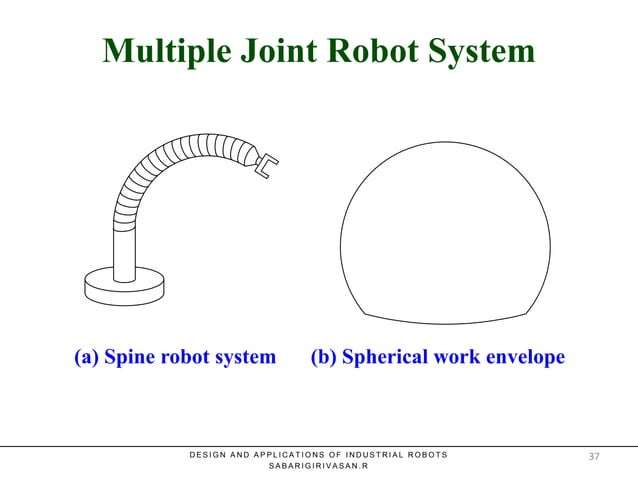 Multiple Joint Robot System
(a) Spine robot system
(b) Spherical work envelope
DESIGN AND APPLICATIONS OF INDUSTRIAL ROBOTS
SABARIGIRIVASAN.R
37